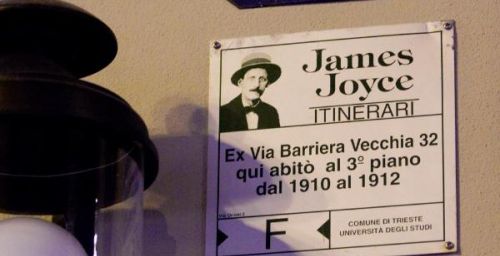 James
Joyce
ITINERARI
Ex Via Barriera Vecchia 32
qui abitò al 3º piano
dal 1910 al 1912
F
COMUNE DI TRIESTE
UNIVERSITÀ DEGLI STUDI